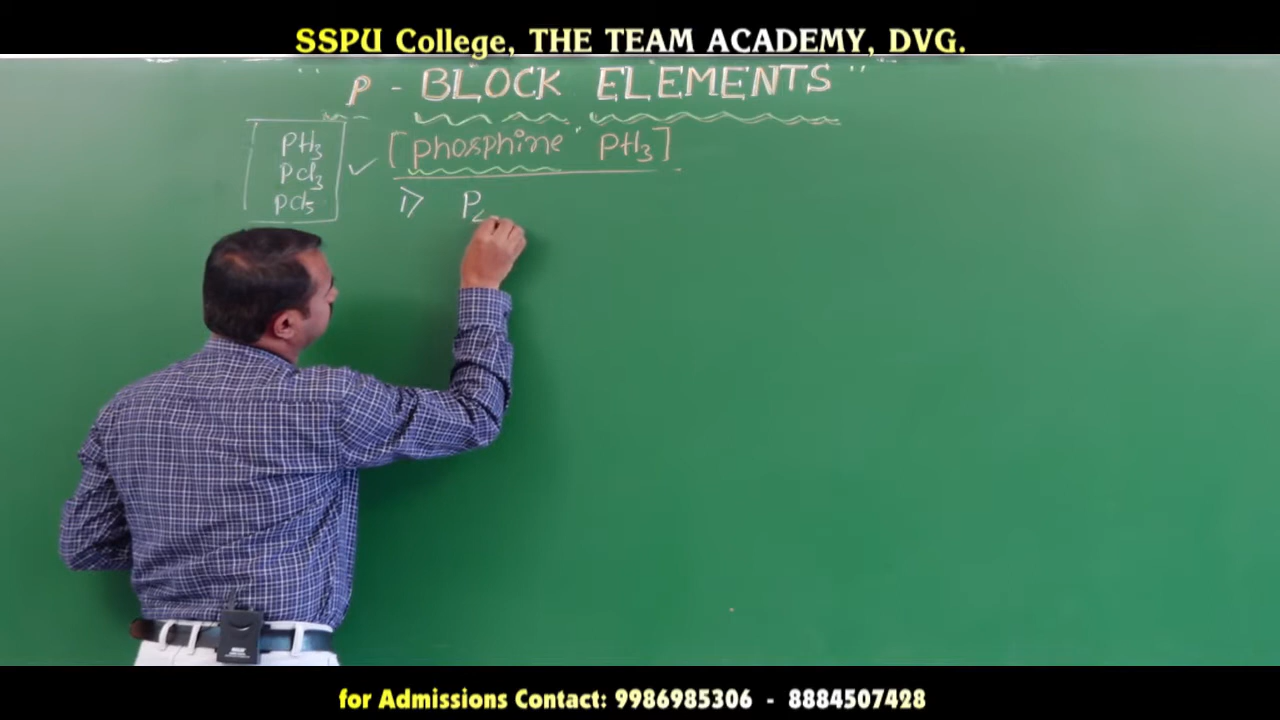 SSPU College, THE TEAM ACADEMY, DVG.
" P - BLOCK ELEMENTS "
PH3
PCl3
PCl5
[phosphine" PH3]
1> P4
for Admissions Contact: 9986985306 - 8884507428